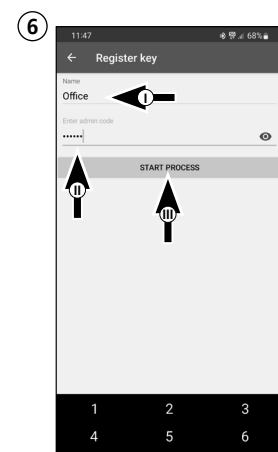 6
11:47 68%
← Register key
Name
Office
I
Enter admin code
••••••
START PROCESS
II
III
1 2 3
4 5 6